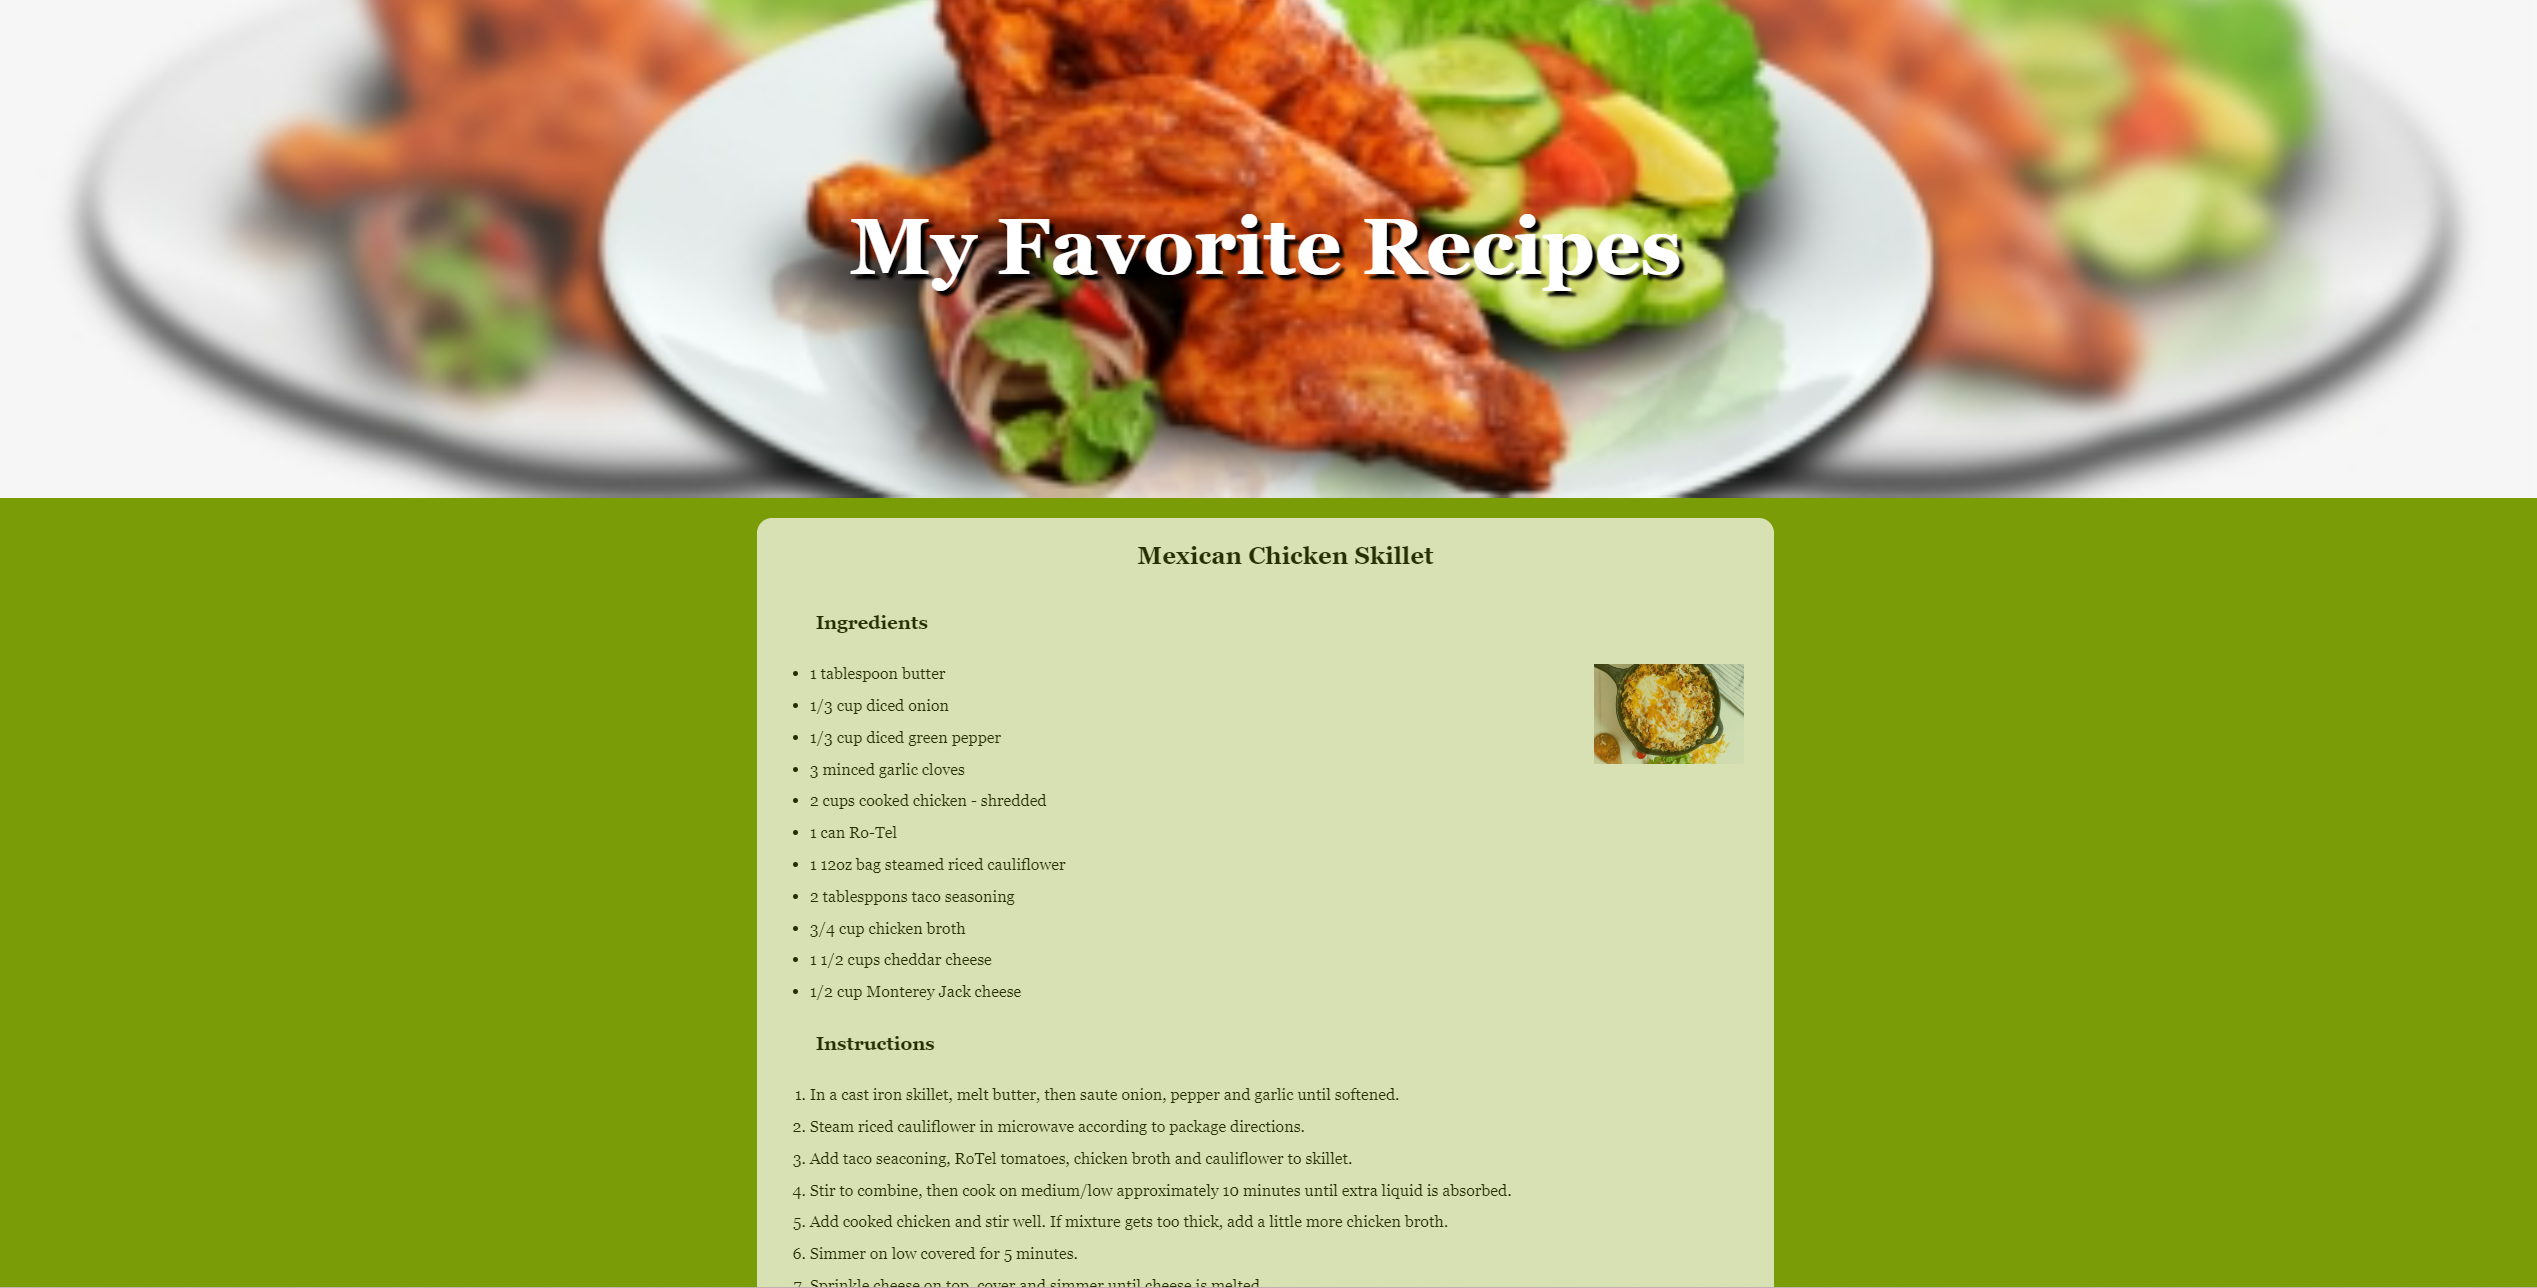 My Favorite Recipes
Mexican Chicken Skillet
Ingredients
1 tablespoon butter
1/3 cup diced onion
1/3 cup diced green pepper
3 minced garlic cloves
2 cups cooked chicken - shredded
1 can Ro-Tel
1 12oz bag steamed riced cauliflower
2 tablesppons taco seasoning
3/4 cup chicken broth
1 1/2 cups cheddar cheese
1/2 cup Monterey Jack cheese
Instructions
1. In a cast iron skillet, melt butter, then saute onion, pepper and garlic until softened.
2. Steam riced cauliflower in microwave according to package directions.
3. Add taco seaconing, RoTel tomatoes, chicken broth and cauliflower to skillet.
4. Stir to combine, then cook on medium/low approximately 10 minutes until extra liquid is absorbed.
5. Add cooked chicken and stir well. If mixture gets too thick, add a little more chicken broth.
6. Simmer on low covered for 5 minutes.
7. Sprinkle cheese on top, cover and simmer until cheese is melted